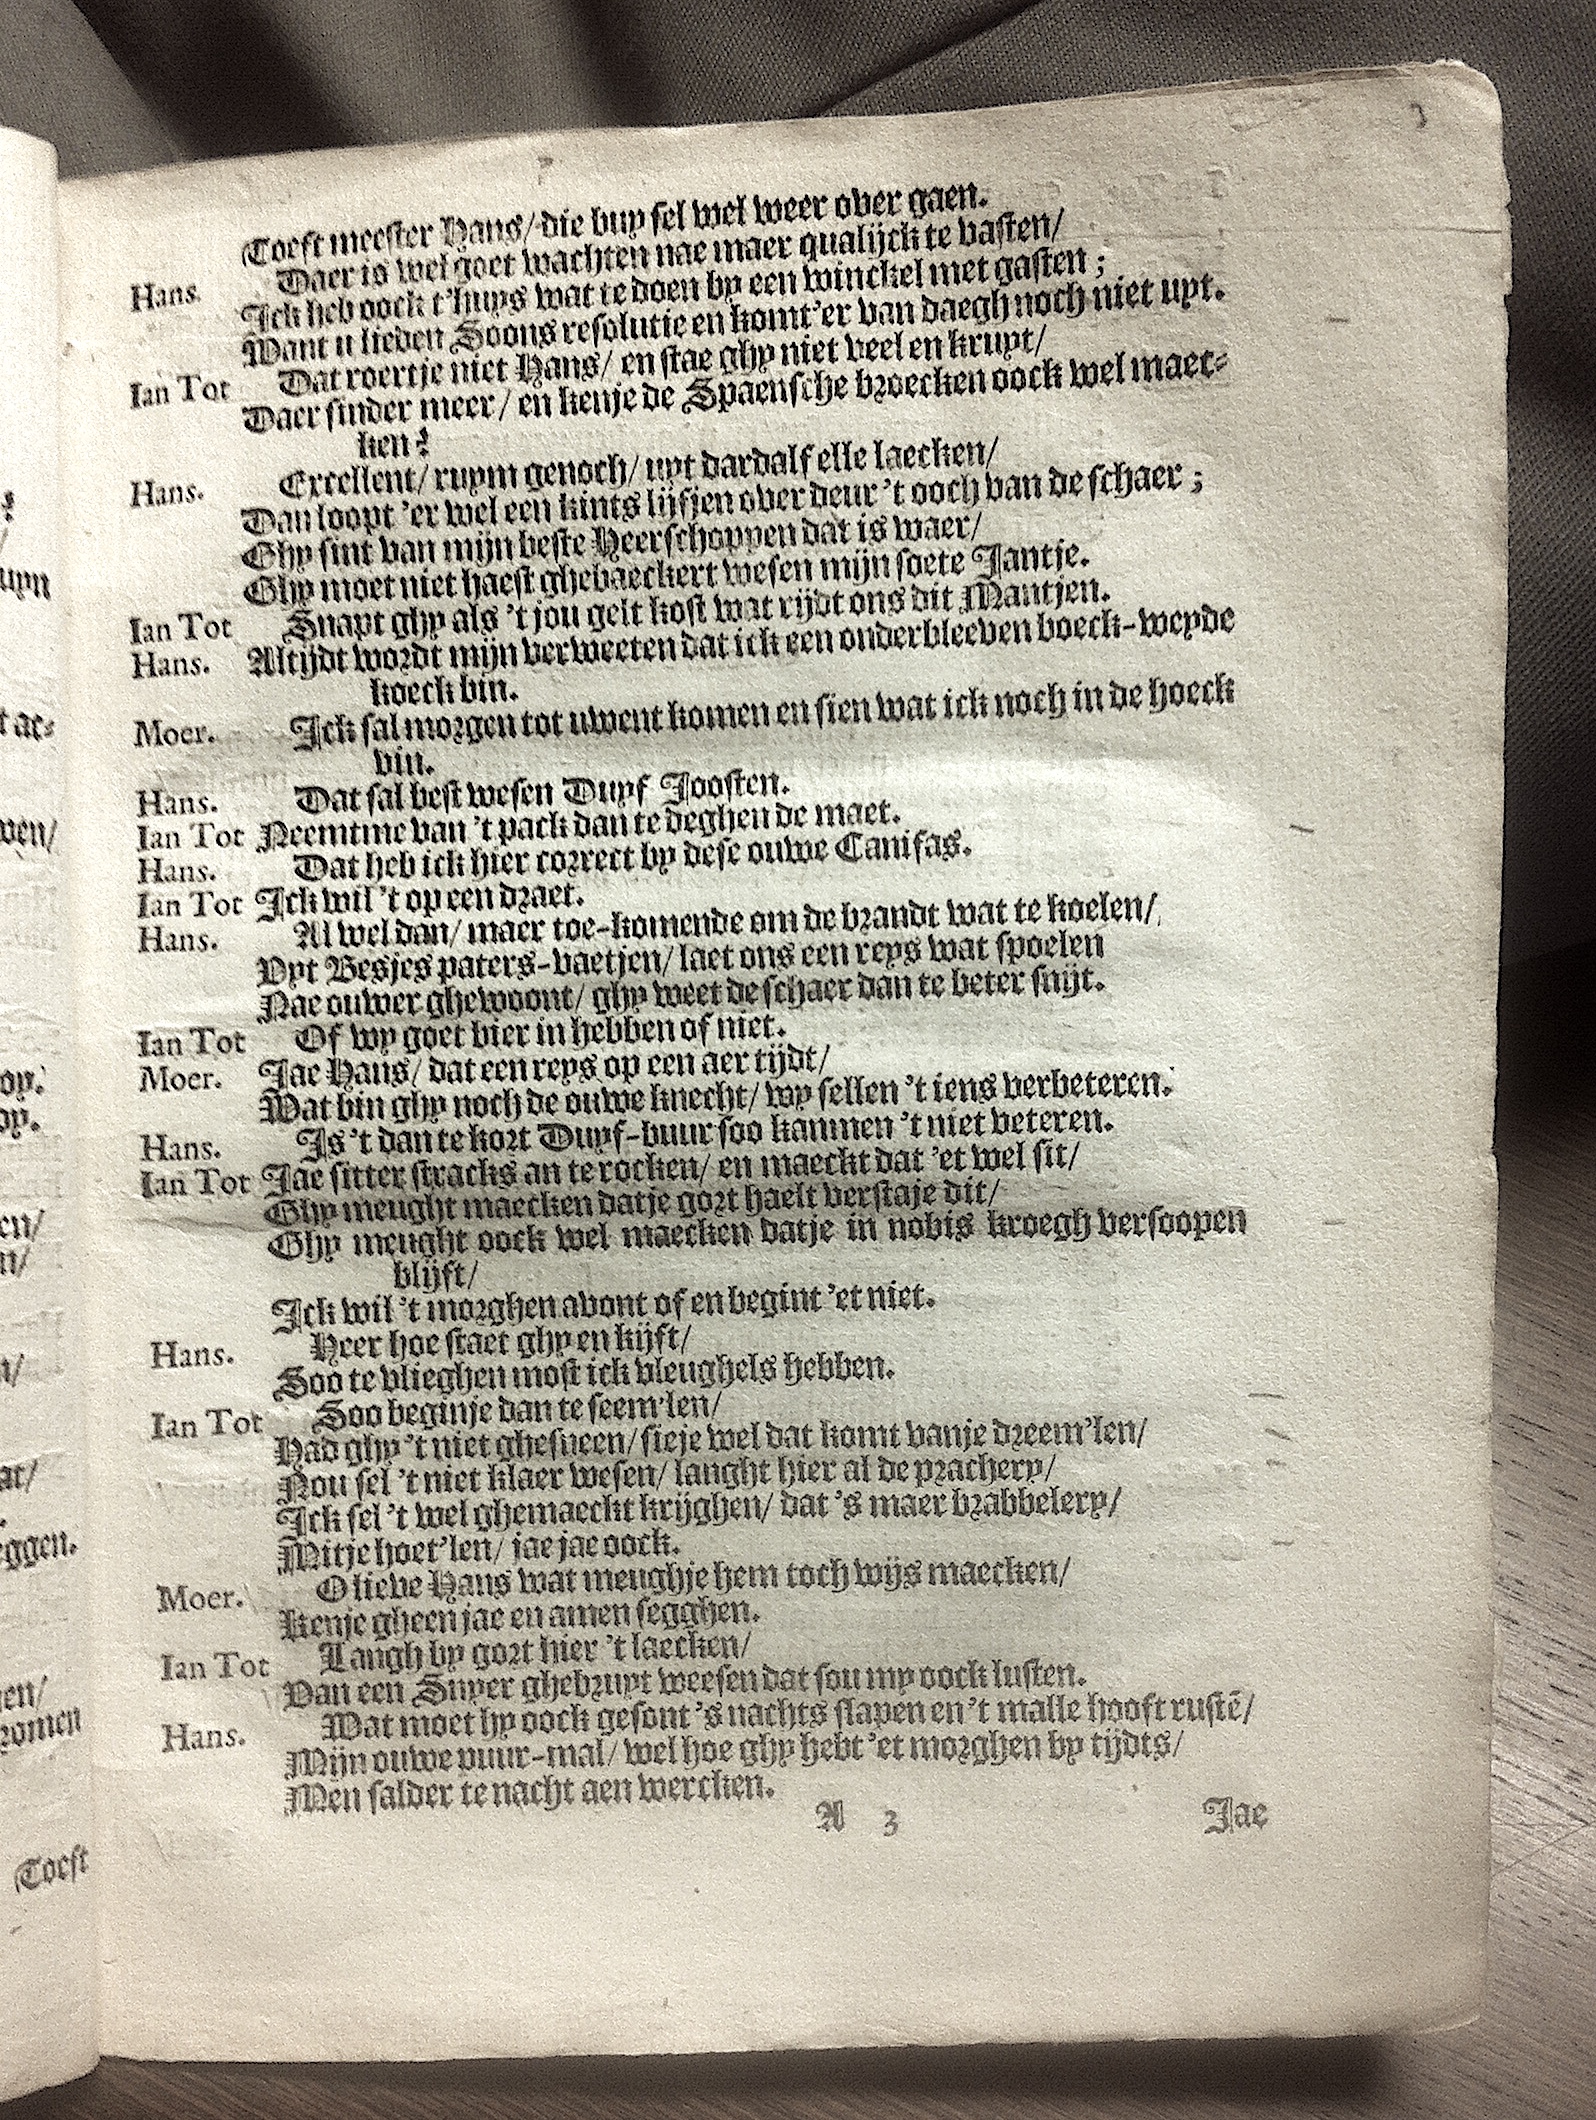 Toeft meester Hans/ die buy sel wel weer over gaen.
Hans. Daer is wel goet wachten nae maer qualijck te vasten/
Ick heb oock t'huys wat te doen by een winckel met gasten;
Want u lieden Soons resolutie en komt'er van daegh noch niet uyt.
Ian Tot Dat roertje niet Hans/ en stae ghy niet veel en kruyt/
Daer sinder meer/ en kenje de Spaensche broecken oock wel maec-
ken?
Hans. Excellent/ ruym genoch/ uyt dardalf elle laecken/
Dan loopt 'er wel een kints lijfjen over deur 't ooch van de schaer;
Ghy sint van mijn beste Heerschoppen dat is waer/
Ghy moet niet haest ghebaeckert wesen mijn soete Jantje.
Ian Tot Snapt ghy als 't jou gelt kost wat rijdt ons dit Mantjen.
Hans. Altijdt wordt mijn verweeten dat ick een onderbleeven boeck-weyde
koeck bin.
Moer. Ick sal morgen tot uwent komen en sien wat ick noch in de hoeck
vin.
Hans. Dat sal best wesen Duyf Joosten.
Ian Tot Neemtme van 't pack dan te deghen de maet.
Hans. Dat heb ick hier correct by dese ouwe Canifas.
Ian Tot Ick wil 't op een draet.
Hans. Al wel dan/ maer toe-komende om de brandt wat te koelen/
Uyt Besjes paters-vaetjen/ laet ons een reys wat spoelen
Nae ouwer ghewoont/ ghy weet de schaer dan te beter snijt.
Ian Tot Of wy goet bier in hebben of niet.
Moer. Jae Hans/ dat een reys op een aer tijdt/
Wat bin ghy noch de ouwe knecht/ wy sellen 't iens verbeteren.
Hans. Is 't dan te kort Duyf-buur soo kanmen 't niet veteren.
Ian Tot Jae sitter stracks an te rocken/ en maeckt dat 'et wel sit/
Ghy meught maecken datje gort haelt verstaje dit/
Ghy meught oock wel maecken datje in nobis kroegh versoopen
blijft/
Ick wil 't morghen avont of en begint 'et niet.
Hans. Heer hoe staet ghy en kijft/
Soo te vlieghen most ick vleughels hebben.
Ian Tot Soo beginje dan te seem'len/
Had ghy 't niet ghesneen/ sieje wel dat komt vanje dreem'len/
Nou sel 't niet klaer wesen/ langht hier al de prachery/
Ick sel 't wel ghemaeckt krijghen/ dat 's maer brabbelery/
Mitje hoet'len/ jae jae oock.
Moer. O lieve Hans wat meughje hem toch wijs maecken/
Kenje gheen jae en amen segghen.
Ian Tot Langh by gort hier 't laecken/
Van een Snyer ghebruyt weesen dat sou my oock lusten.
Hans. Wat moet hy oock gesont 's nachts slapen en 't malle hooft rustē/
Mijn ouwe puur-mal/ wel hoe ghy hebt 'et morghen by tijdts/
Men salder te nacht aen wercken.
A 3 Jae